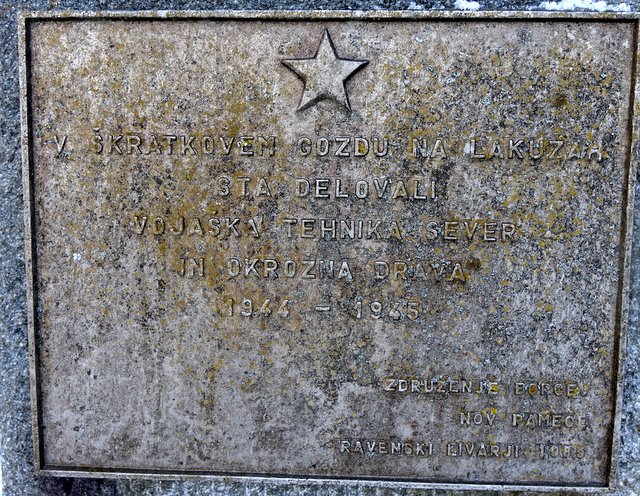 V ŠKRATKOVEM GOZDU NA LAKUŽAH
STA DELOVALI
VOJAŠKA TEHNIKA SEVER
IN OKROŽNA DRAVA
1944 - 1945
ZDRUŽENJE BORCEV
NOV PAMEČE
RAVENSKI LIVARJI